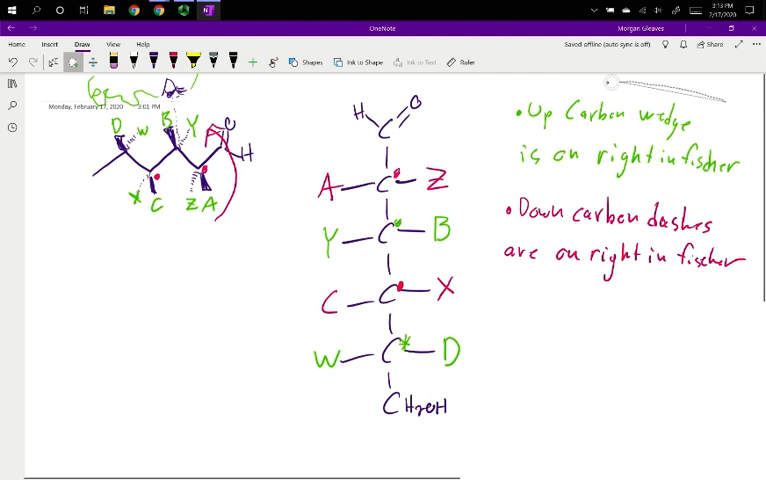 3:13 PM
2/17/2020
OneNote
Morgan Gleaves
Home
Insert
Draw
View
Help
Saved offline (auto sync is off)
Share
Shapes
Ink to Shape
Ink to Text
Ruler
Monday, February 17, 2020 3:01 PM
D W B Y O
H
X C Z A
H O
C
A C Z
Y C B
C C X
W C* D
CH2OH
• Up Carbon wedge
is on right in fischer
• Down carbon dashes
are on right in fischer